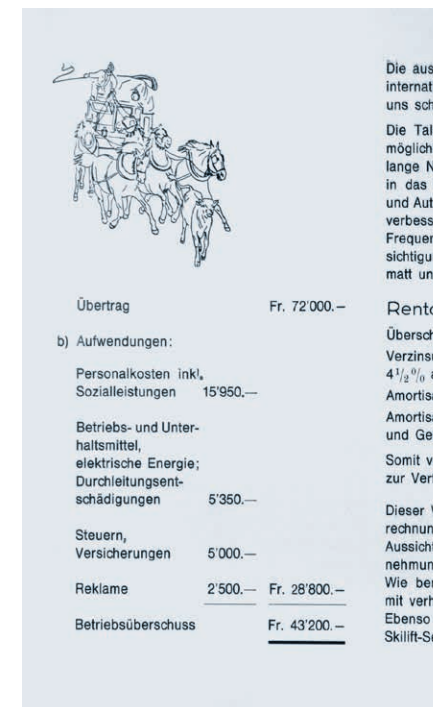 Übertrag Fr. 72'000.–
b) Aufwendungen:
Personalkosten inkl.
Sozialleistungen 15'950.—
Betriebs- und Unter-
haltsmittel,
elektrische Energie;
Durchleitungsent-
schädigungen 5'350.—
Steuern,
Versicherungen 5'000.—
Reklame 2'500.— Fr. 28'800.–
Betriebsüberschuss Fr. 43'200.–
Die aus
internat
uns sch
Die Tal
möglich
lange N
in das
und Aut
verbess
Frequen
sichtigu
matt un
Rento
Übersch
Verzinsu
4½% a
Amortisa
Amortisa
und Ge
Somit v
zur Verf
Dieser V
rechnun
Aussicht
nehmun
Wie ber
mit verh
Ebenso
Skilift-Se